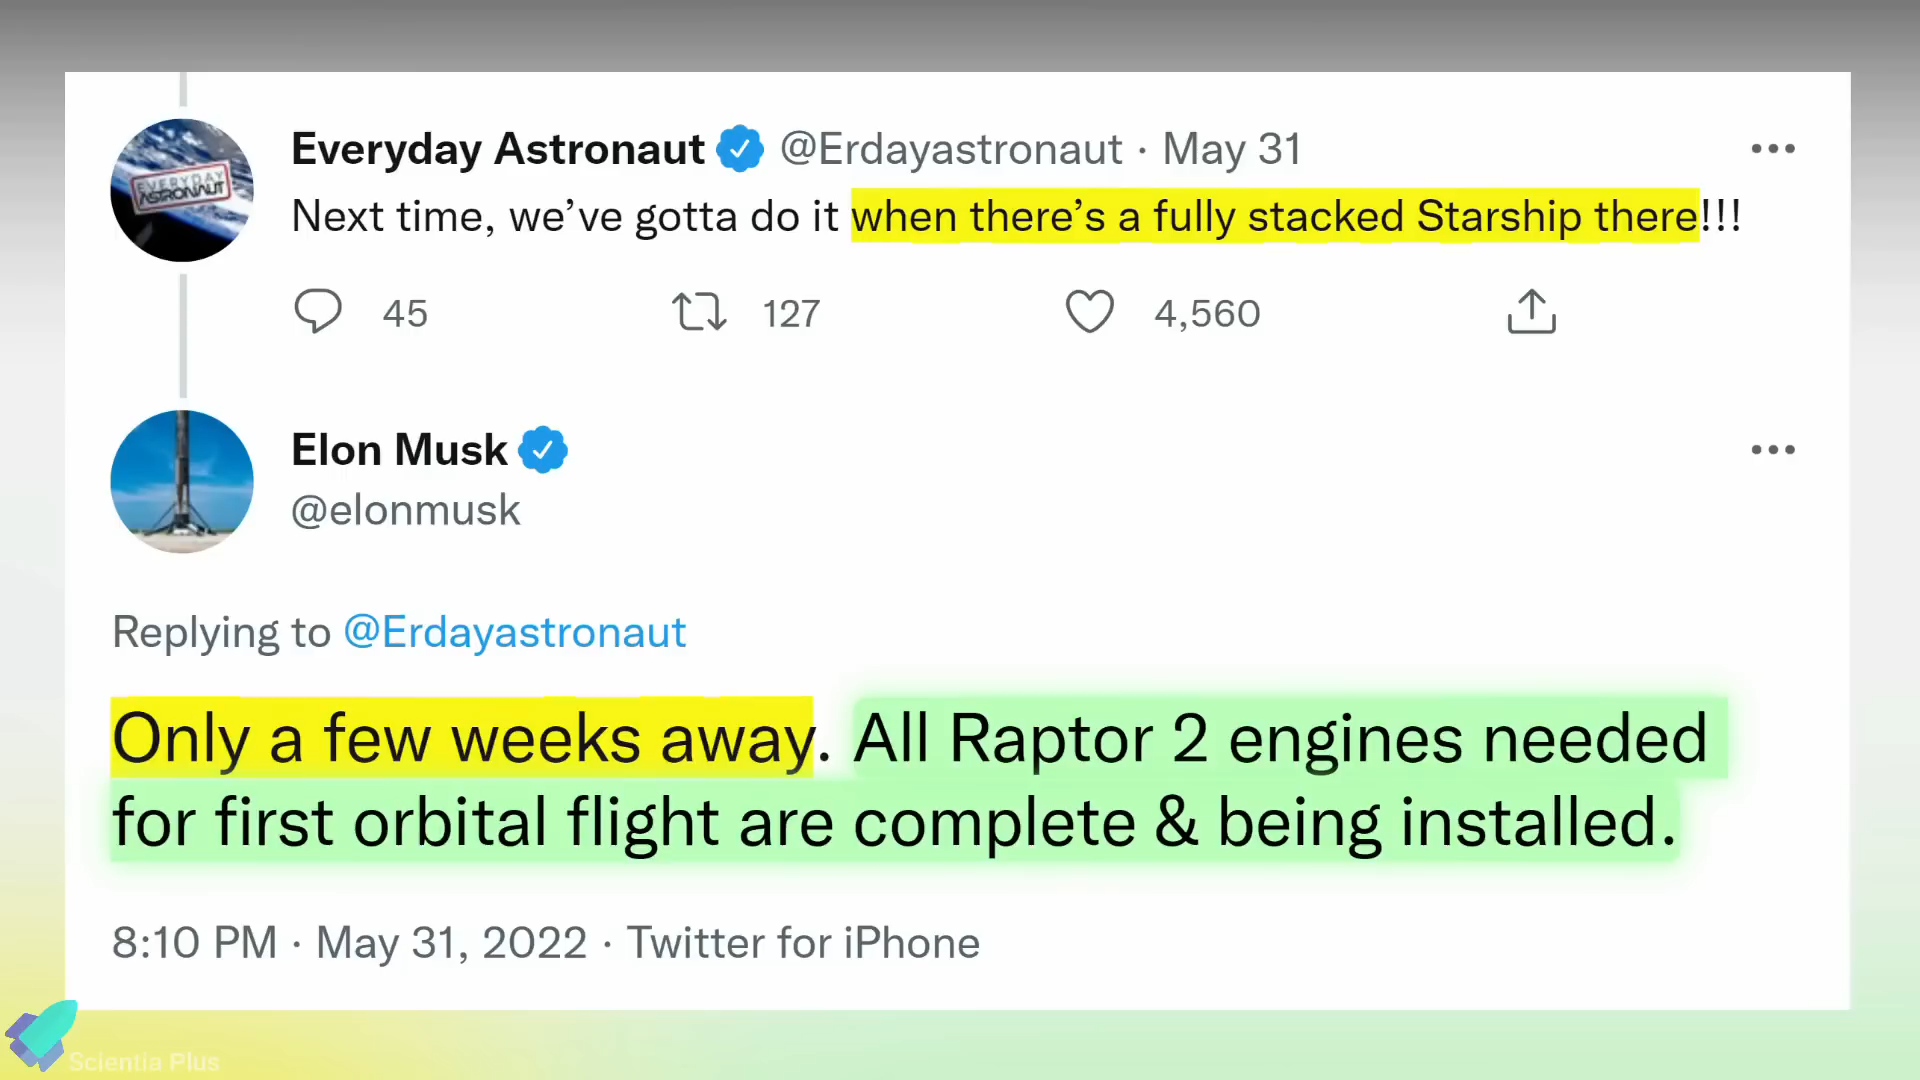 Everyday Astronaut @Erdayastronaut · May 31
EVERYDAY
ASTRONAUT
Next time, we’ve gotta do it when there’s a fully stacked Starship there!!!
45 127 4,560
Elon Musk
@elonmusk
Replying to @Erdayastronaut
Only a few weeks away. All Raptor 2 engines needed
for first orbital flight are complete & being installed.
8:10 PM · May 31, 2022 · Twitter for iPhone
Scientia Plus